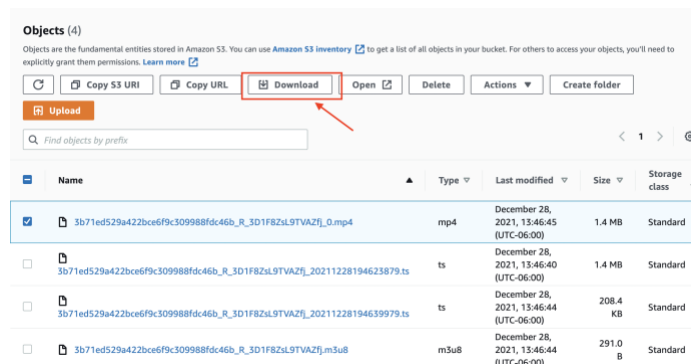 Objects (4)
Objects are the fundamental entities stored in Amazon S3. You can use Amazon S3 inventory to get a list of all objects in your bucket. For others to access your objects, you'll need to
explicitly grant them permissions. Learn more
Copy S3 URI Copy URL Download Open Delete Actions Create folder
Upload
Find objects by prefix
1
Name Type Last modified Size Storage class
3b71ed529a422bce6f9c309988fdc46b_R_3D1F8ZsL9TVAZfj_0.mp4 mp4 December 28, 2021, 13:46:45 (UTC-06:00) 1.4 MB Standard
3b71ed529a422bce6f9c309988fdc46b_R_3D1F8ZsL9TVAZfj_20211228194623879.ts ts December 28, 2021, 13:46:40 (UTC-06:00) 1.4 MB Standard
3b71ed529a422bce6f9c309988fdc46b_R_3D1F8ZsL9TVAZfj_20211228194639979.ts ts December 28, 2021, 13:46:44 (UTC-06:00) 208.4 KB Standard
3b71ed529a422bce6f9c309988fdc46b_R_3D1F8ZsL9TVAZfj.m3u8 m3u8 December 28, 2021, 13:46:44 (UTC-06:00) 291.0 B Standard